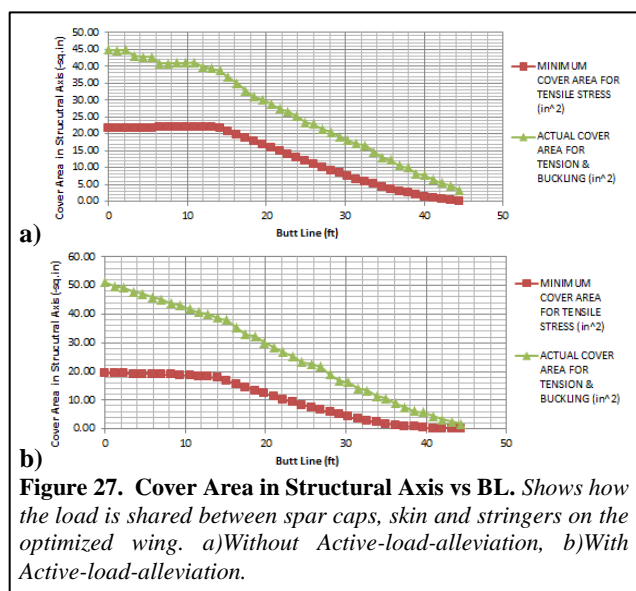 50.00
45.00
40.00
35.00
30.00
25.00
20.00
15.00
10.00
5.00
0.00
Cover Area in Strucutral Axis (-sq.in)
0 10 20 30 40 50
Butt Line (ft)
MINIMUM
COVER AREA FOR
TENSILE STRESS
(in^2)
ACTUAL COVER
AREA FOR
TENSION &
BUCKLING (in^2)
a)
60.00
50.00
40.00
30.00
20.00
10.00
0.00
Cover Area in Strucutral Axis (-sq.in)
0 10 20 30 40 50
Butt Line (ft)
MINIMUM
COVER AREA
FOR TENSILE
STRESS (in^2)
ACTUAL COVER
AREA FOR
TENSION &
BUCKLING (in^2)
b)
Figure 27. Cover Area in Structural Axis vs BL. Shows how
the load is shared between spar caps, skin and stringers on the
optimized wing. a)Without Active-load-alleviation, b)With
Active-load-alleviation.